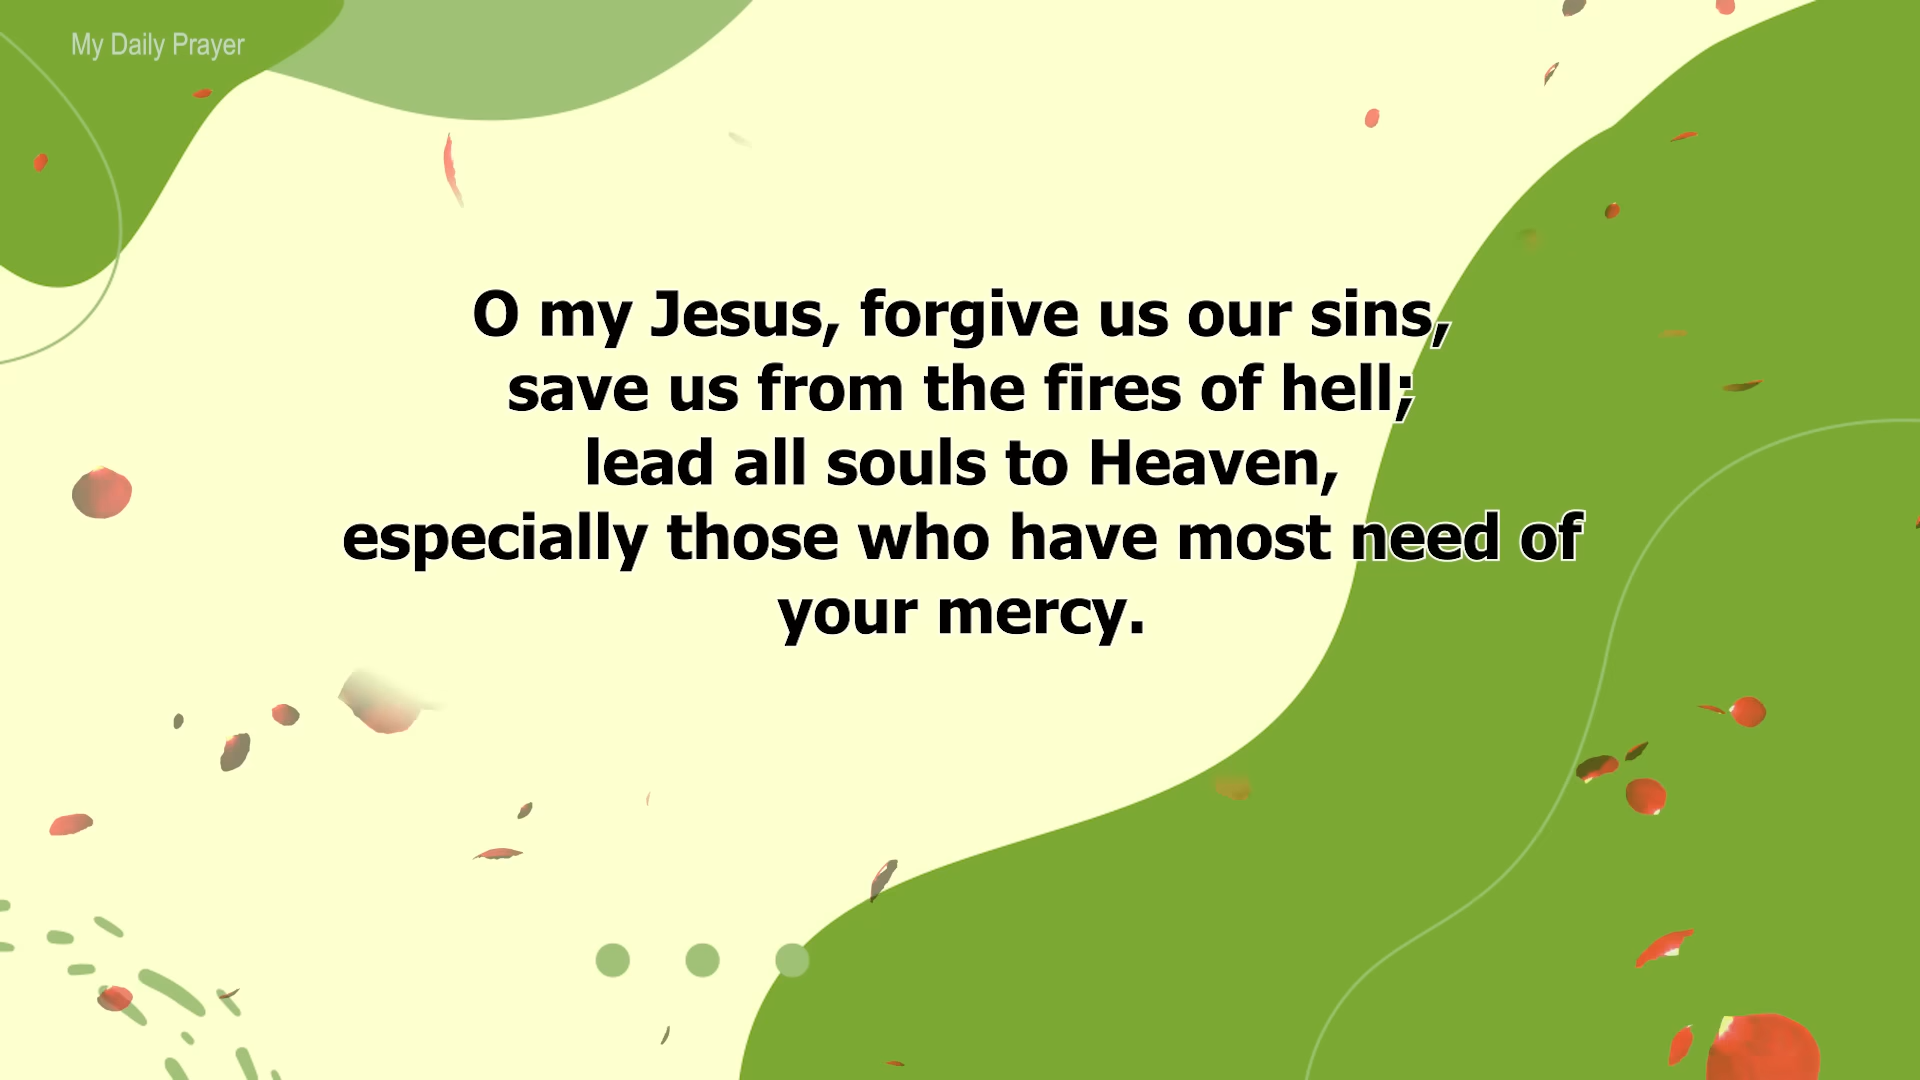 My Daily Prayer
O my Jesus, forgive us our sins,
save us from the fires of hell;
lead all souls to Heaven,
especially those who have most need of
your mercy.